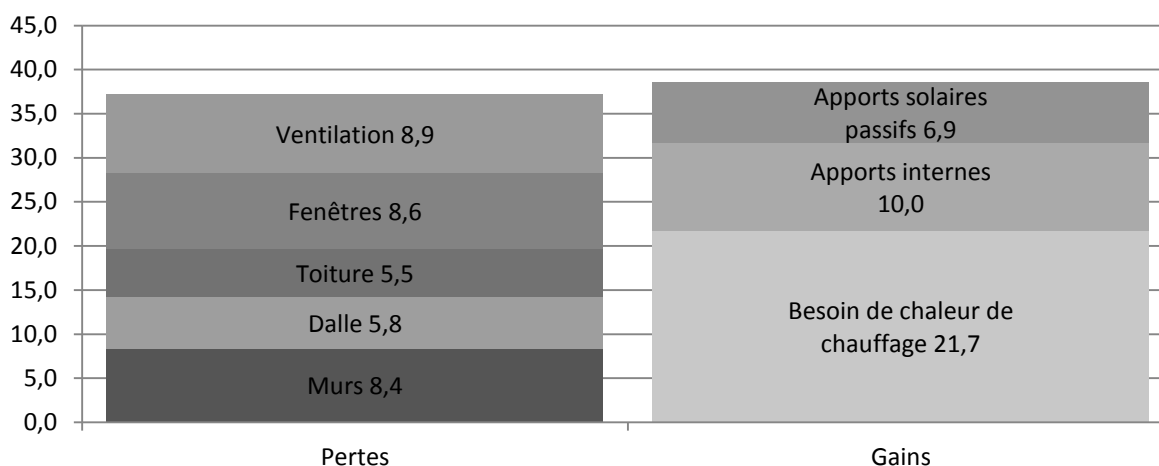 45,0
40,0
35,0
30,0
25,0
20,0
15,0
10,0
5,0
0,0
Ventilation 8,9
Fenêtres 8,6
Toiture 5,5
Dalle 5,8
Murs 8,4
Apports solaires
passifs 6,9
Apports internes
10,0
Besoin de chaleur de
chauffage 21,7
Pertes
Gains